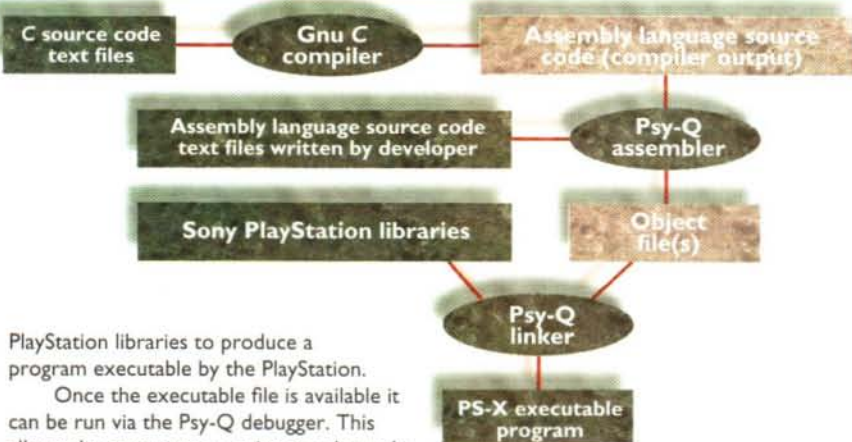 C source code
text files
Gnu C
compiler
Assembly language source
code (compiler output)
Assembly language source code
text files written by developer
Psy-Q
assembler
Sony PlayStation libraries
Object
file(s)
Psy-Q
linker
PS-X executable
program
PlayStation libraries to produce a
program executable by the PlayStation.
Once the executable file is available it
can be run via the Psy-Q debugger. This